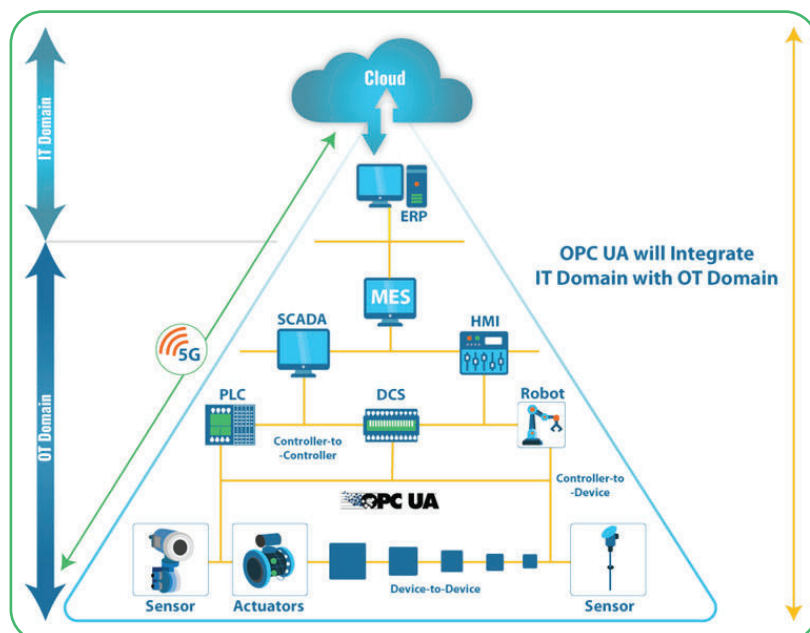 Cloud
IT Domain
ERP
OPC UA will Integrate
IT Domain with OT Domain
MES
SCADA
HMI
5G
PLC
DCS
Robot
OT Domain
Controller-to
-Controller
Controller-to
-Device
OPC UA
Device-to-Device
Sensor
Actuators
Sensor